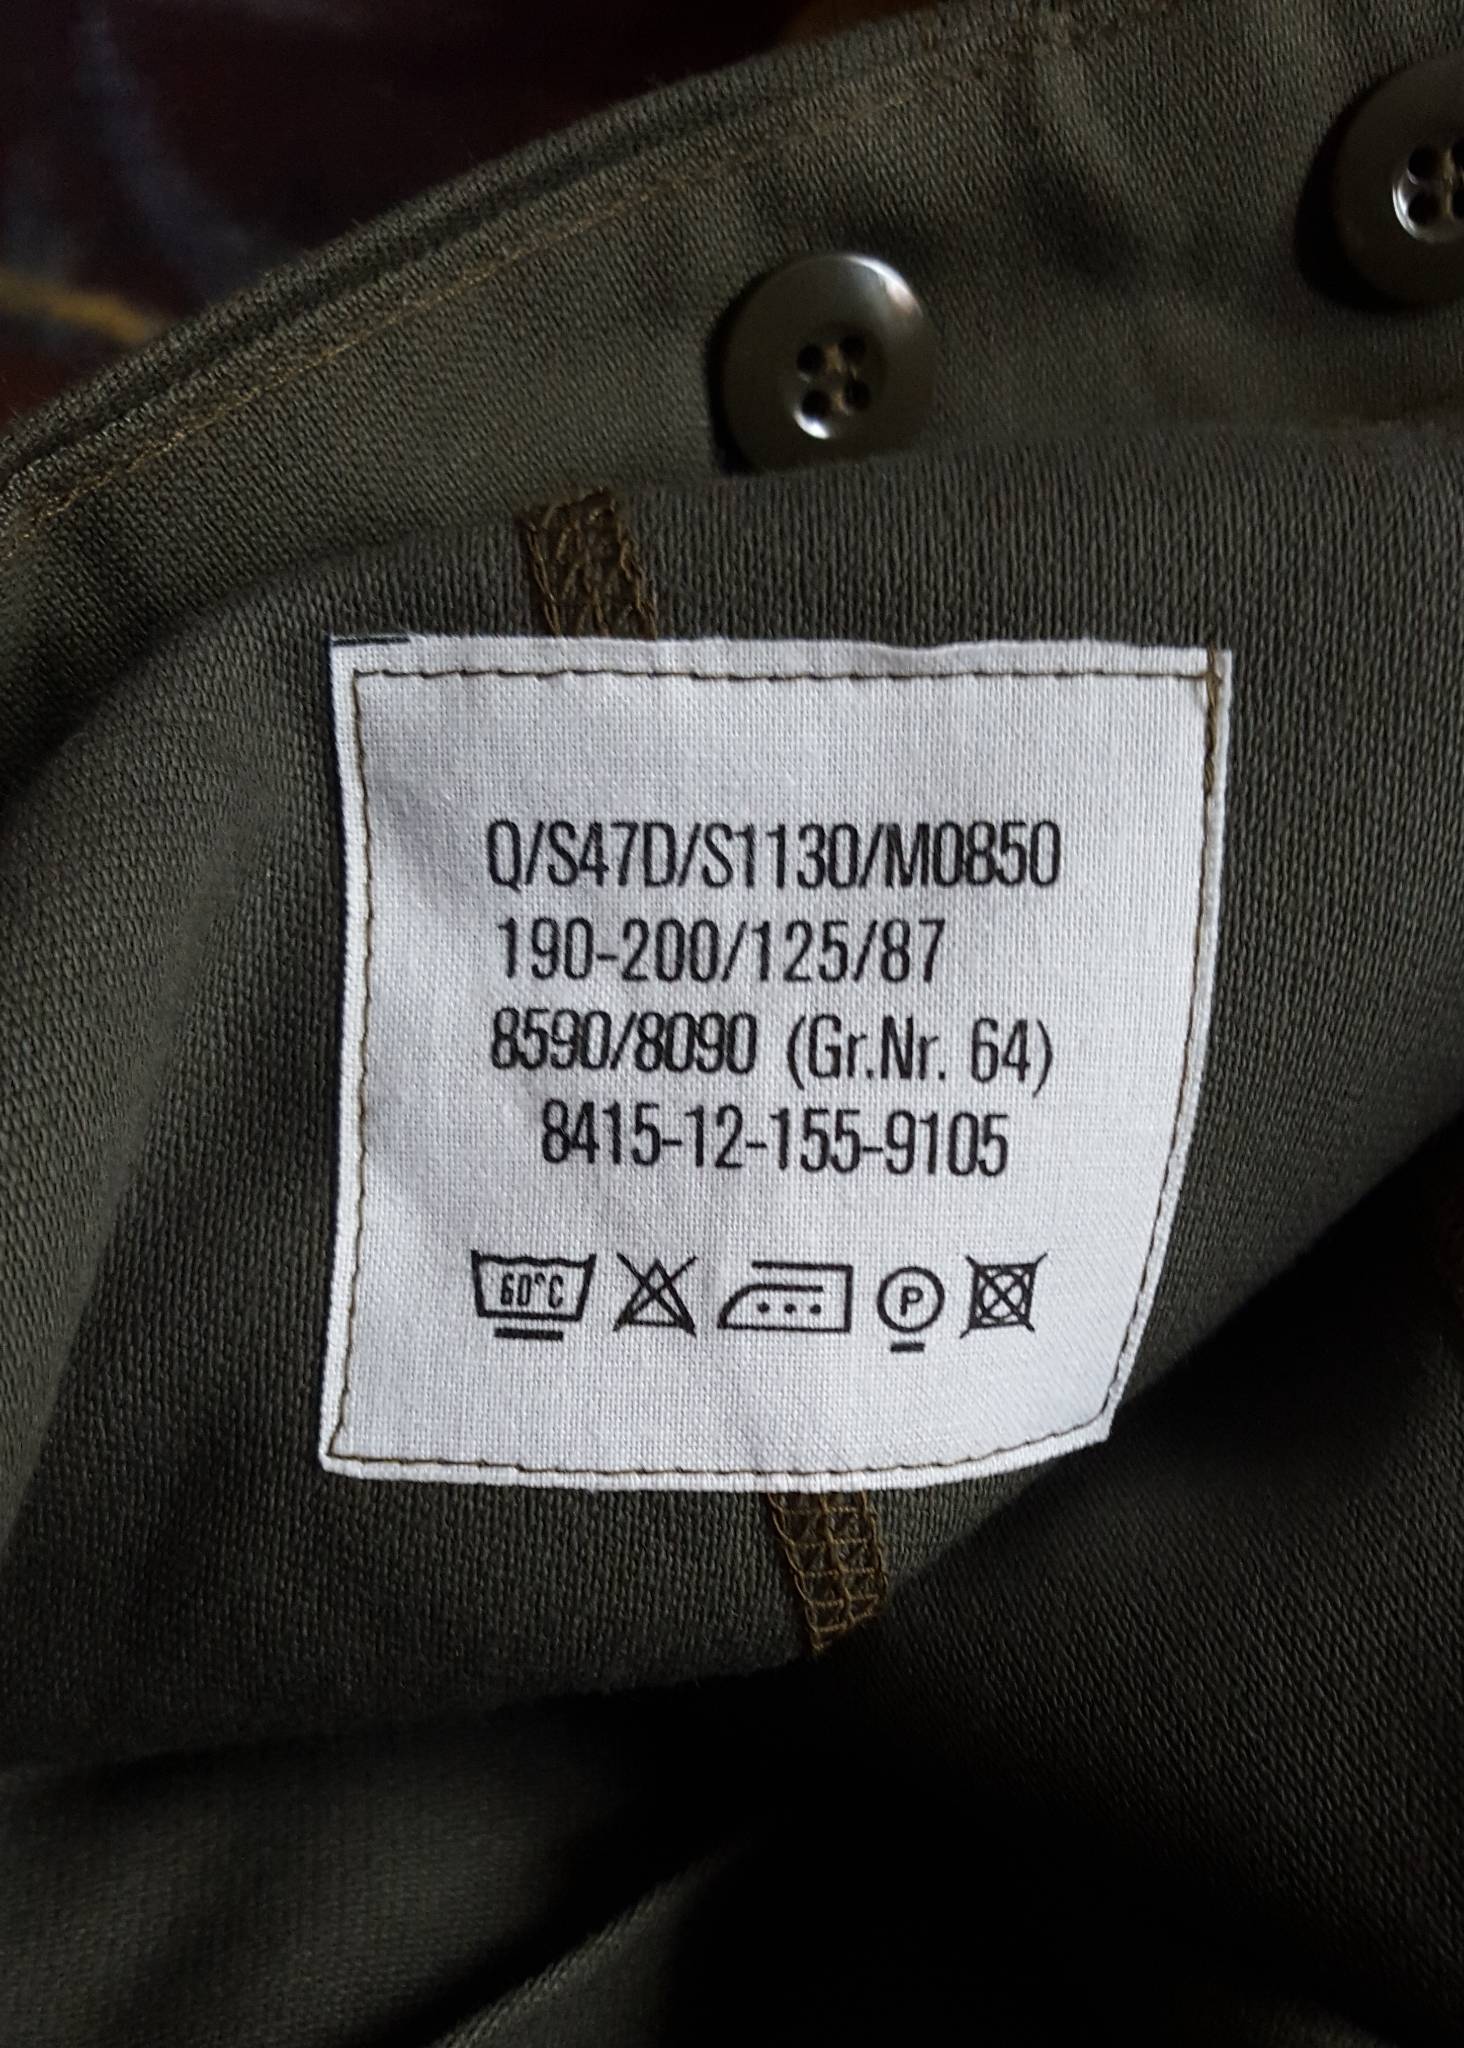 Q/S47D/S1130/M0850
190-200/125/87
8590/8090 (Gr.Nr. 64)
8415-12-155-9105
60°C P